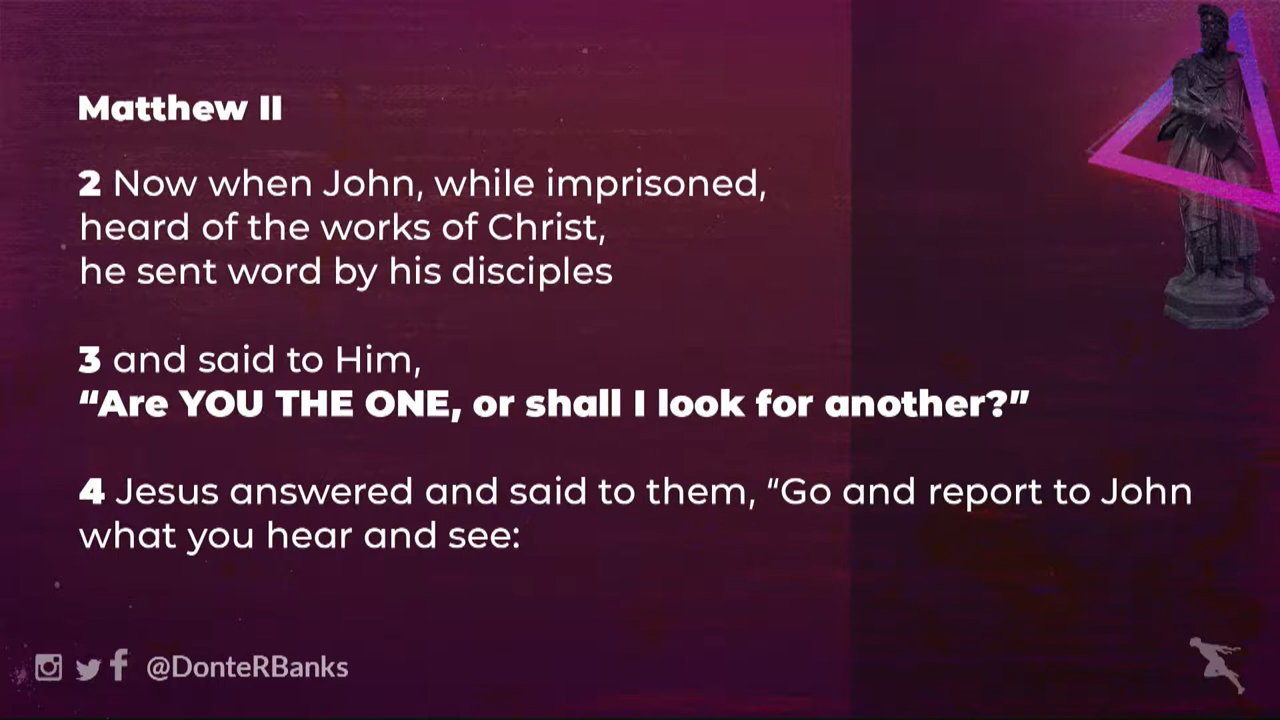 Matthew II
2 Now when John, while imprisoned,
heard of the works of Christ,
he sent word by his disciples
3 and said to Him,
“Are YOU THE ONE, or shall I look for another?”
4 Jesus answered and said to them, “Go and report to John
what you hear and see:
@DonteRBanks